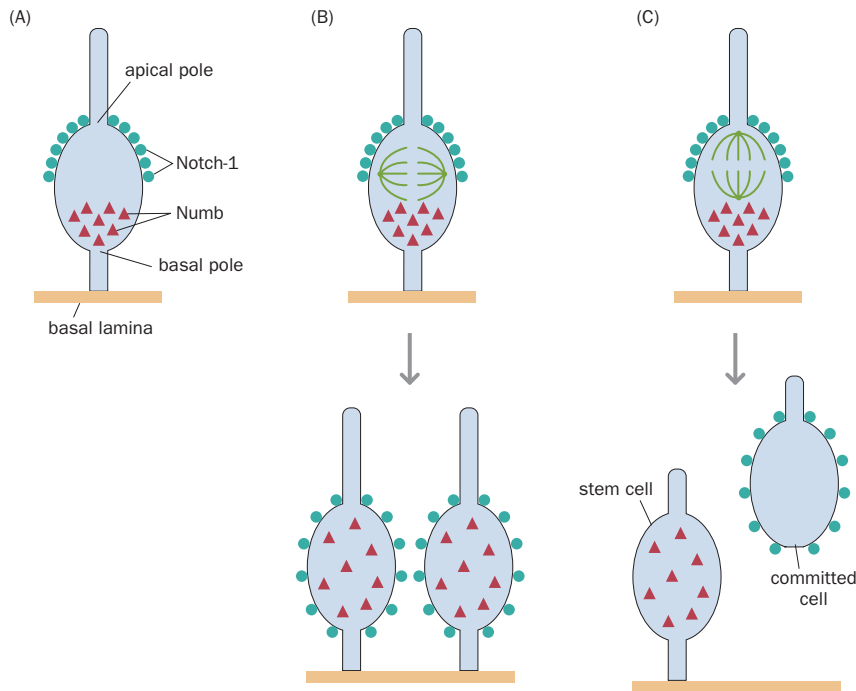 (A)
(B)
(C)
apical pole
Notch-1
Numb
basal pole
basal lamina
stem cell
committed
cell